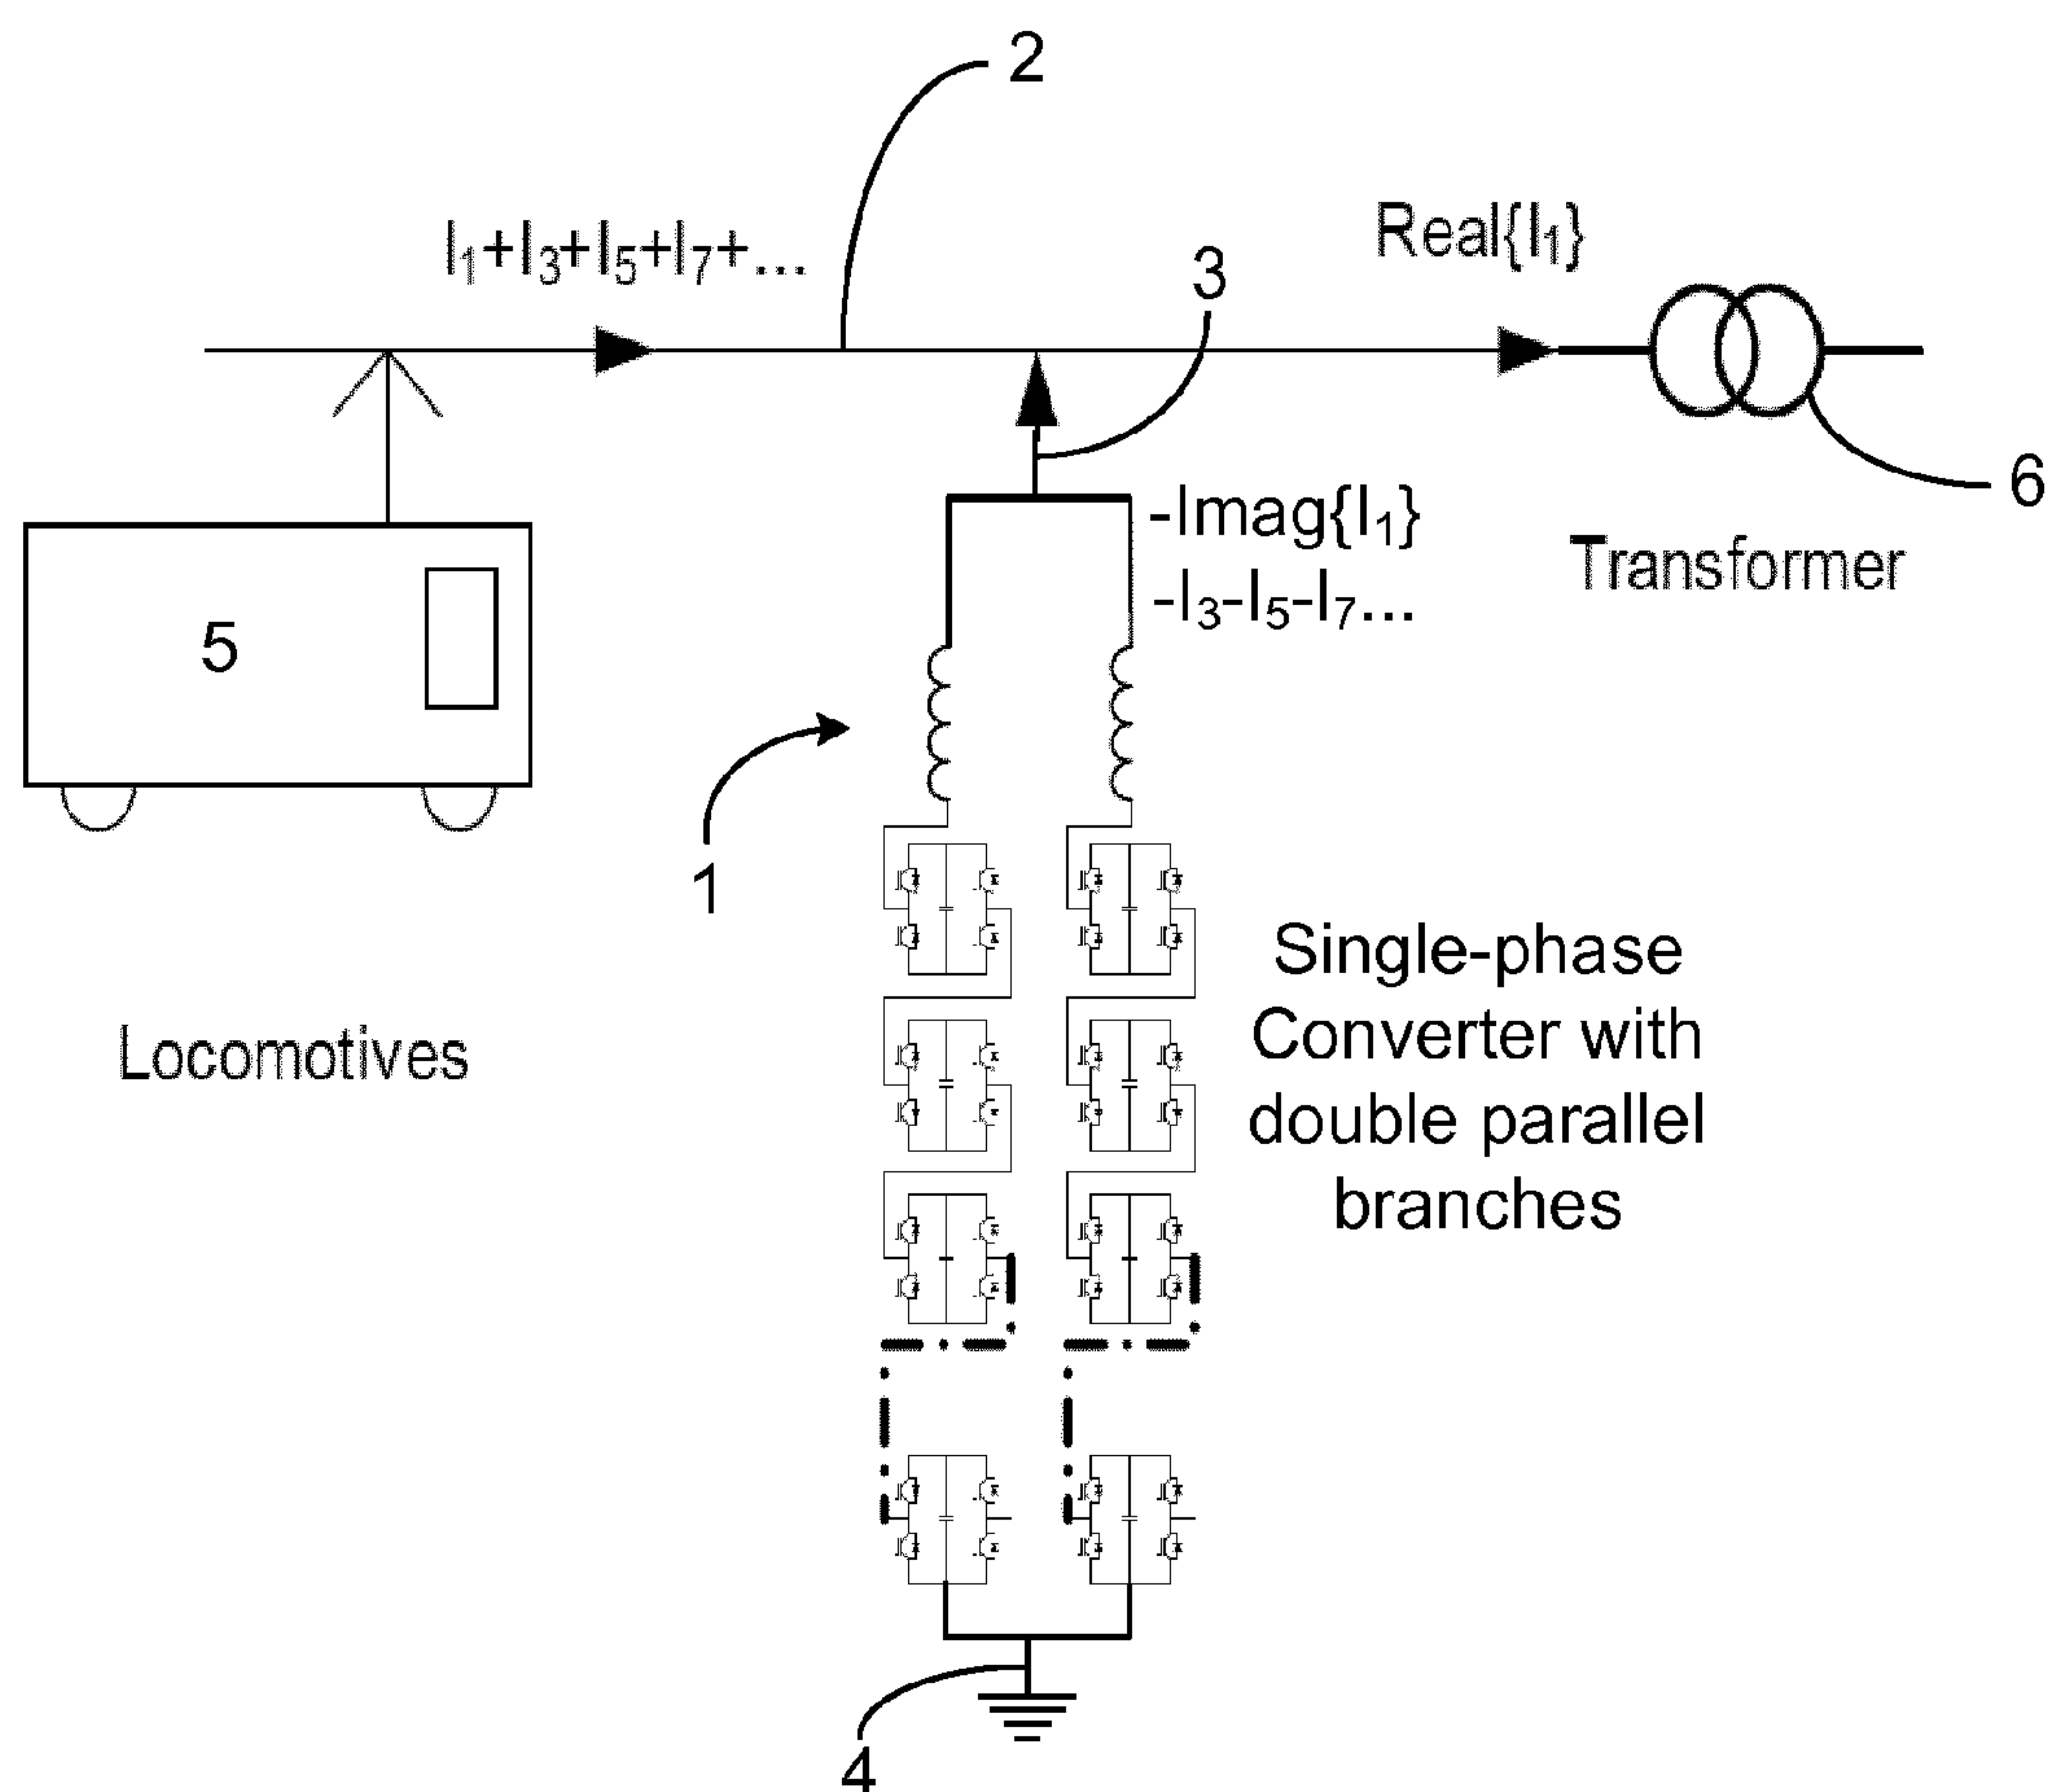 2
I₁+I₃+I₅+I₇+...
Real{I₁}
3
6
-Imag{I₁}
-I₃-I₅-I₇...
Transformer
5
1
Locomotives
Single-phase
Converter with
double parallel
branches
4